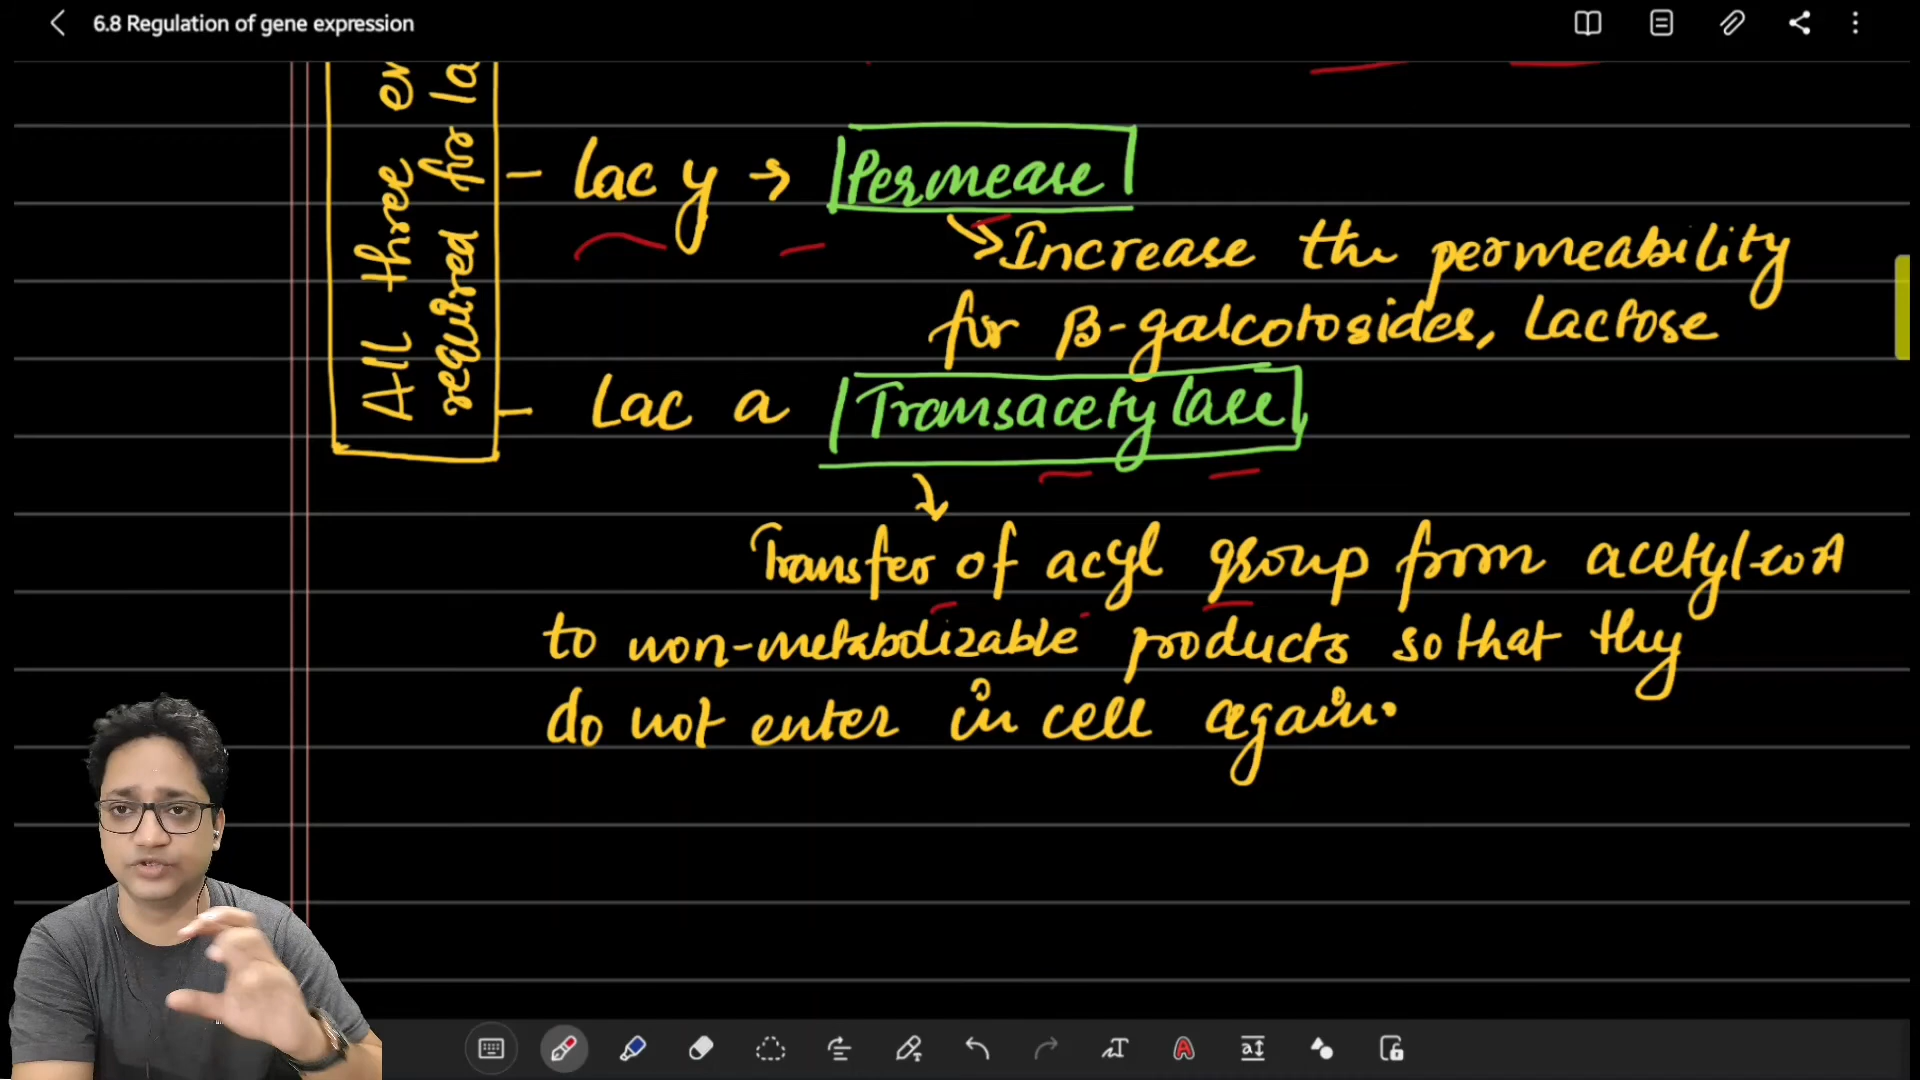 6.8 Regulation of gene expression
All three en
required for la
- lac y → Permease
Increase the permeability
for β-galcotosides, Lactose
- Lac a Transacetylase
Transfer of acyl group from acetyl-coA
to non-metabolizable products so that thy
do not enter in cell again.